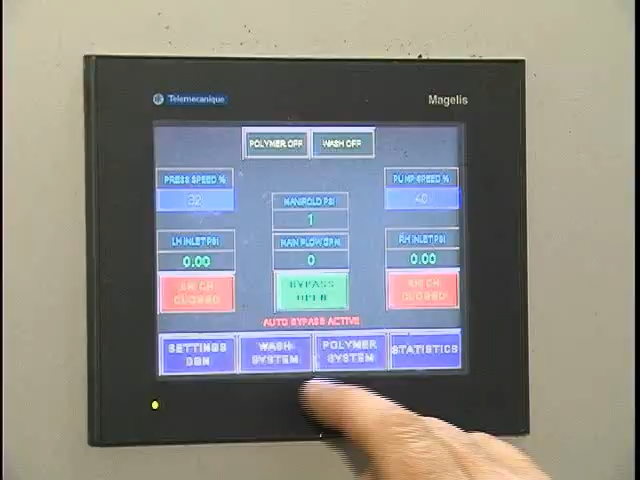 Telemecanique
Magelis
POLYMER OFF
WASH OFF
PRESS SPEED %
32
PUMP SPEED %
40
MANIFOLD PSI
1
LH INLET PSI
0.00
MAIN FLOW GPM
0
RH INLET PSI
0.00
CLOSED
BYPASS
OPEN
CLOSED
AUTO BYPASS ACTIVE
SETTINGS
WASH
SYSTEM
POLYMER
SYSTEM
STATISTICS